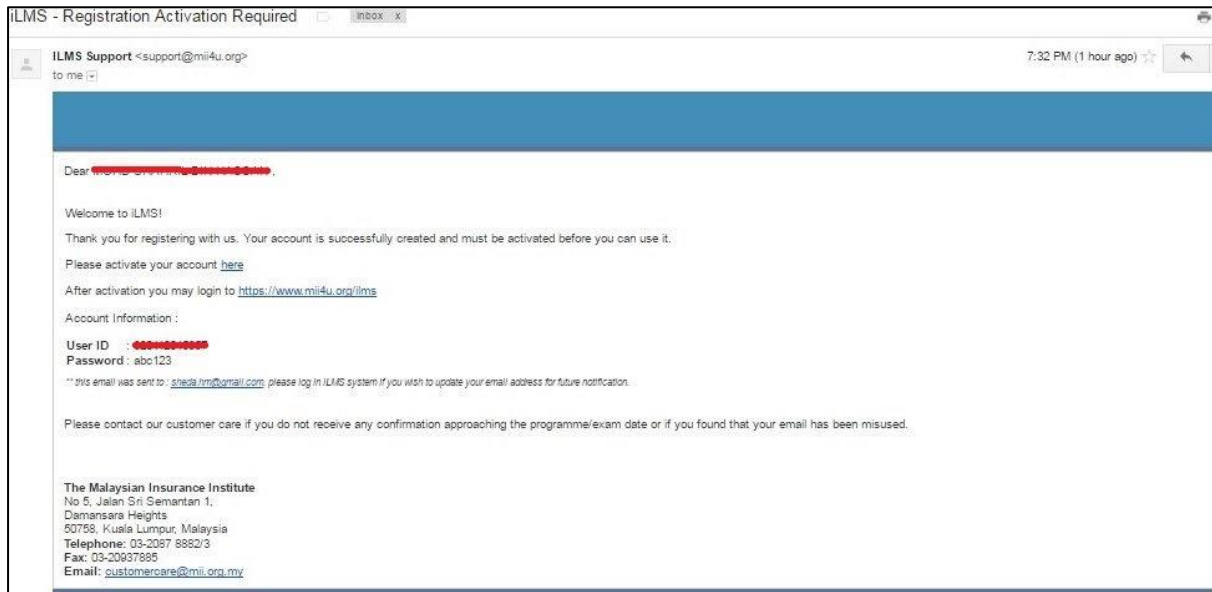 iLMS - Registration Activation Required
Inbox x
ILMS Support <support@mii4u.org>
7:32 PM (1 hour ago)
to me
Dear ,
Welcome to iLMS!
Thank you for registering with us. Your account is successfully created and must be activated before you can use it.
Please activate your account here
After activation you may login to https://www.mii4u.org/ilms
Account Information :
User ID :
Password : abc123
** this email was sent to : sheda.hm@gmail.com, please log in iLMS system if you wish to update your email address for future notification.
Please contact our customer care if you do not receive any confirmation approaching the programme/exam date or if you found that your email has been misused.
The Malaysian Insurance Institute
No 5, Jalan Sri Semantan 1,
Damansara Heights
50758, Kuala Lumpur, Malaysia
Telephone: 03-2087 8882/3
Fax: 03-20937885
Email: customercare@mii.org.my